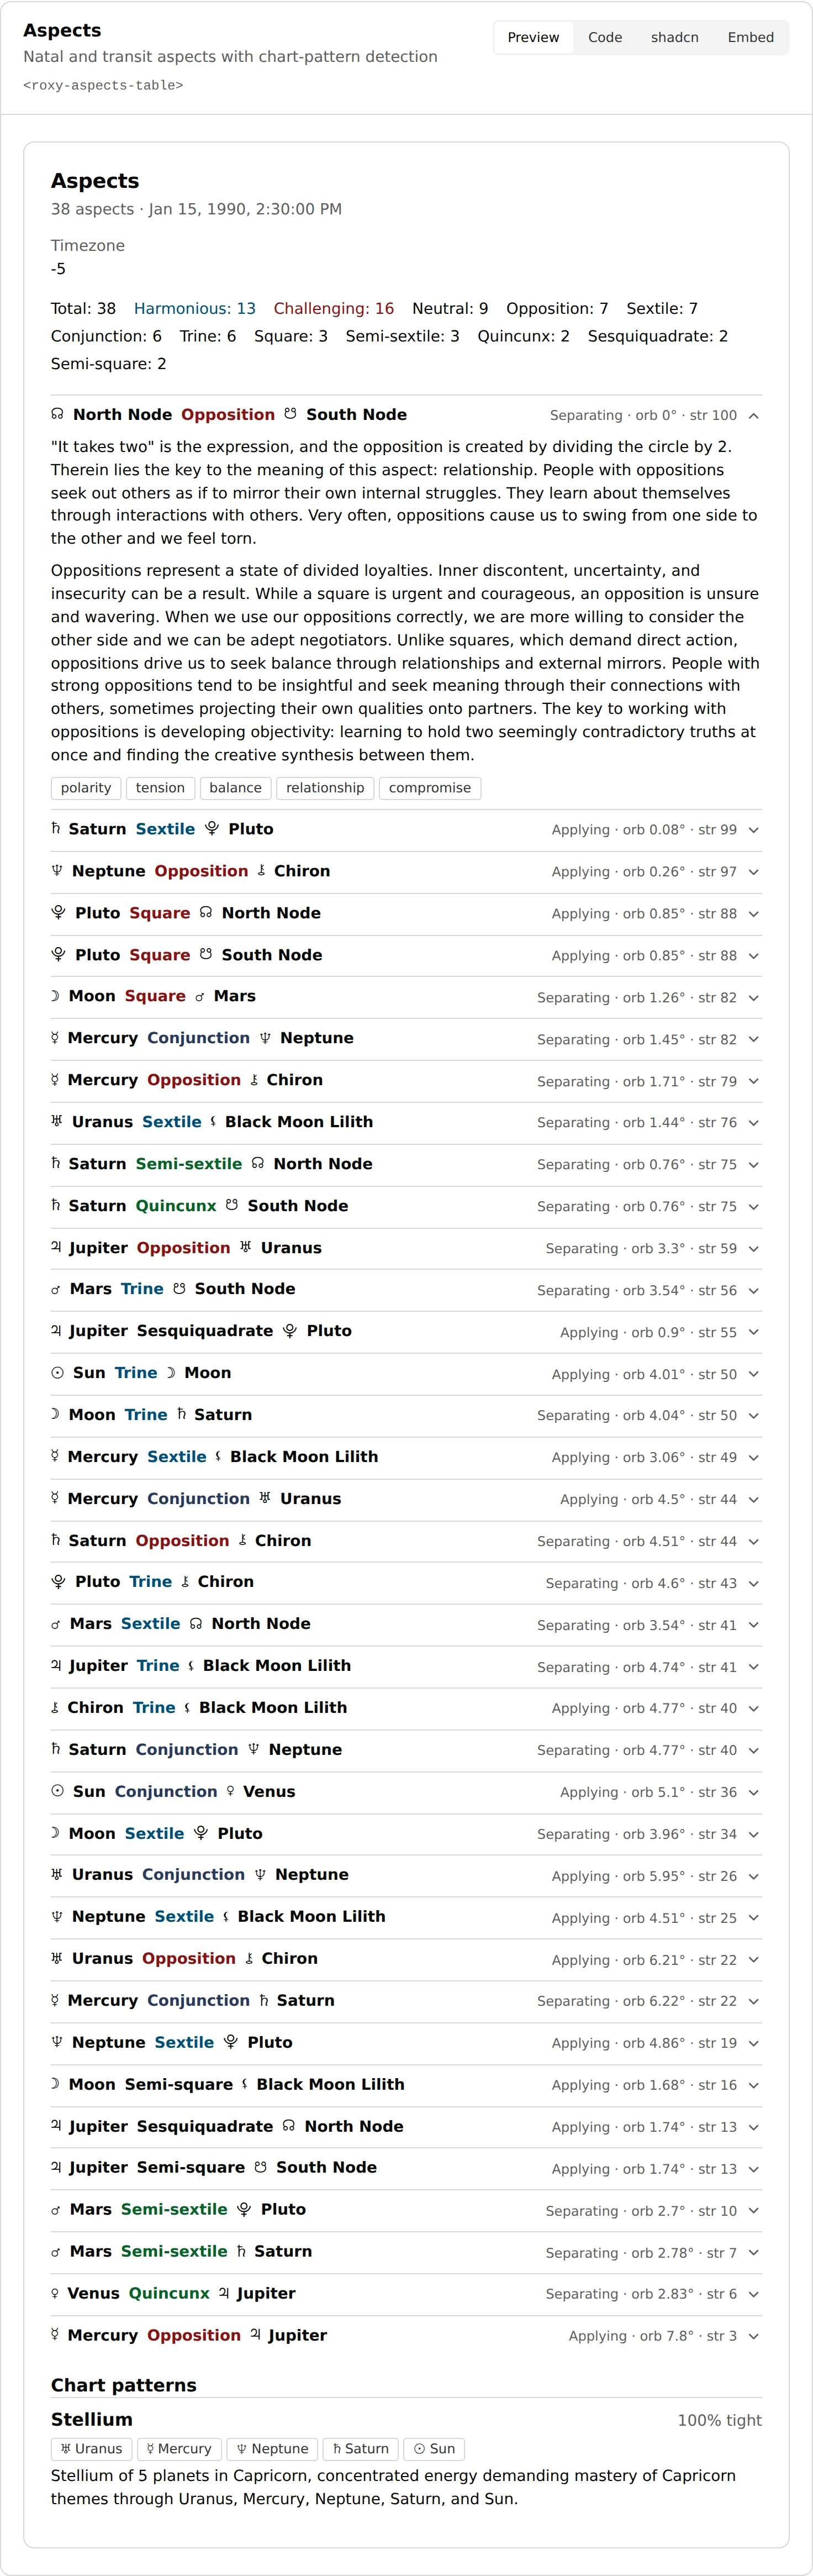 Aspects
Natal and transit aspects with chart-pattern detection
<roxy-aspects-table>
Preview Code shadcn Embed
Aspects
38 aspects · Jan 15, 1990, 2:30:00 PM
Timezone
-5
Total: 38 Harmonious: 13 Challenging: 16 Neutral: 9 Opposition: 7 Sextile: 7
Conjunction: 6 Trine: 6 Square: 3 Semi-sextile: 3 Quincunx: 2 Sesquiquadrate: 2
Semi-square: 2
☊ North Node Opposition ☋ South Node Separating · orb 0° · str 100
"It takes two" is the expression, and the opposition is created by dividing the circle by 2.
Therein lies the key to the meaning of this aspect: relationship. People with oppositions
seek out others as if to mirror their own internal struggles. They learn about themselves
through interactions with others. Very often, oppositions cause us to swing from one side to
the other and we feel torn.
Oppositions represent a state of divided loyalties. Inner discontent, uncertainty, and
insecurity can be a result. While a square is urgent and courageous, an opposition is unsure
and wavering. When we use our oppositions correctly, we are more willing to consider the
other side and we can be adept negotiators. Unlike squares, which demand direct action,
oppositions drive us to seek balance through relationships and external mirrors. People with
strong oppositions tend to be insightful and seek meaning through their connections with
others, sometimes projecting their own qualities onto partners. The key to working with
oppositions is developing objectivity: learning to hold two seemingly contradictory truths at
once and finding the creative synthesis between them.
polarity tension balance relationship compromise
♄ Saturn Sextile ♇ Pluto Applying · orb 0.08° · str 99
♆ Neptune Opposition ⚷ Chiron Applying · orb 0.26° · str 97
♇ Pluto Square ☊ North Node Applying · orb 0.85° · str 88
♇ Pluto Square ☋ South Node Applying · orb 0.85° · str 88
☽ Moon Square ♂ Mars Separating · orb 1.26° · str 82
☿ Mercury Conjunction ♆ Neptune Separating · orb 1.45° · str 82
☿ Mercury Opposition ⚷ Chiron Separating · orb 1.71° · str 79
♅ Uranus Sextile ⚸ Black Moon Lilith Separating · orb 1.44° · str 76
♄ Saturn Semi-sextile ☊ North Node Separating · orb 0.76° · str 75
♄ Saturn Quincunx ☋ South Node Separating · orb 0.76° · str 75
♃ Jupiter Opposition ♅ Uranus Separating · orb 3.3° · str 59
♂ Mars Trine ☋ South Node Separating · orb 3.54° · str 56
♃ Jupiter Sesquiquadrate ♇ Pluto Applying · orb 0.9° · str 55
☉ Sun Trine ☽ Moon Applying · orb 4.01° · str 50
☽ Moon Trine ♄ Saturn Separating · orb 4.04° · str 50
☿ Mercury Sextile ⚸ Black Moon Lilith Applying · orb 3.06° · str 49
☿ Mercury Conjunction ♅ Uranus Applying · orb 4.5° · str 44
♄ Saturn Opposition ⚷ Chiron Separating · orb 4.51° · str 44
♇ Pluto Trine ⚷ Chiron Separating · orb 4.6° · str 43
♂ Mars Sextile ☊ North Node Separating · orb 3.54° · str 41
♃ Jupiter Trine ⚸ Black Moon Lilith Separating · orb 4.74° · str 41
⚷ Chiron Trine ⚸ Black Moon Lilith Applying · orb 4.77° · str 40
♄ Saturn Conjunction ♆ Neptune Separating · orb 4.77° · str 40
☉ Sun Conjunction ♀ Venus Applying · orb 5.1° · str 36
☽ Moon Sextile ♇ Pluto Separating · orb 3.96° · str 34
♅ Uranus Conjunction ♆ Neptune Applying · orb 5.95° · str 26
♆ Neptune Sextile ⚸ Black Moon Lilith Applying · orb 4.51° · str 25
♅ Uranus Opposition ⚷ Chiron Applying · orb 6.21° · str 22
☿ Mercury Conjunction ♄ Saturn Separating · orb 6.22° · str 22
♆ Neptune Sextile ♇ Pluto Applying · orb 4.86° · str 19
☽ Moon Semi-square ⚸ Black Moon Lilith Applying · orb 1.68° · str 16
♃ Jupiter Sesquiquadrate ☊ North Node Applying · orb 1.74° · str 13
♃ Jupiter Semi-square ☋ South Node Applying · orb 1.74° · str 13
♂ Mars Semi-sextile ♇ Pluto Separating · orb 2.7° · str 10
♂ Mars Semi-sextile ♄ Saturn Separating · orb 2.78° · str 7
♀ Venus Quincunx ♃ Jupiter Separating · orb 2.83° · str 6
☿ Mercury Opposition ♃ Jupiter Applying · orb 7.8° · str 3
Chart patterns
Stellium 100% tight
♅ Uranus ☿ Mercury ♆ Neptune ♄ Saturn ☉ Sun
Stellium of 5 planets in Capricorn, concentrated energy demanding mastery of Capricorn
themes through Uranus, Mercury, Neptune, Saturn, and Sun.